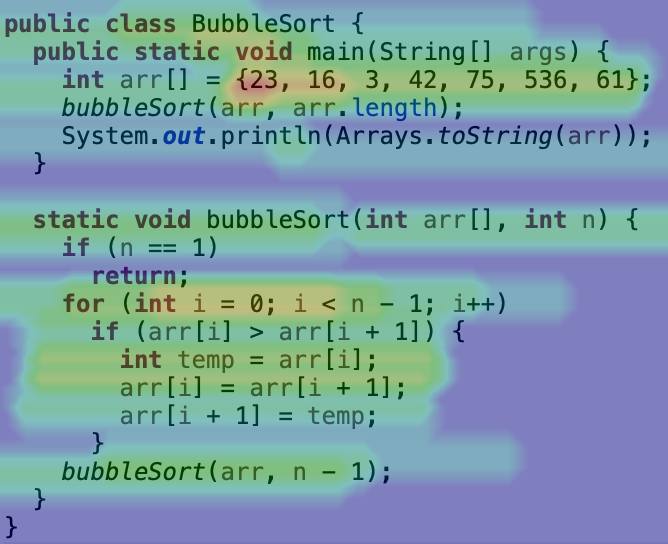 public class BubbleSort {
  public static void main(String[] args) {
    int arr[] = {23, 16, 3, 42, 75, 536, 61};
    bubbleSort(arr, arr.length);
    System.out.println(Arrays.toString(arr));
  }

  static void bubbleSort(int arr[], int n) {
    if (n == 1)
      return;
    for (int i = 0; i < n - 1; i++)
      if (arr[i] > arr[i + 1]) {
        int temp = arr[i];
        arr[i] = arr[i + 1];
        arr[i + 1] = temp;
      }
    bubbleSort(arr, n - 1);
  }
}